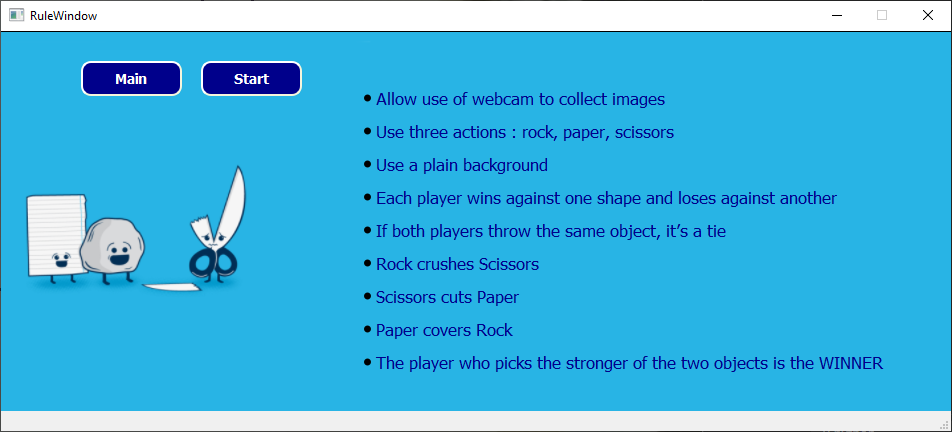 RuleWindow
Main
Start
• Allow use of webcam to collect images
• Use three actions : rock, paper, scissors
• Use a plain background
• Each player wins against one shape and loses against another
• If both players throw the same object, it’s a tie
• Rock crushes Scissors
• Scissors cuts Paper
• Paper covers Rock
• The player who picks the stronger of the two objects is the WINNER